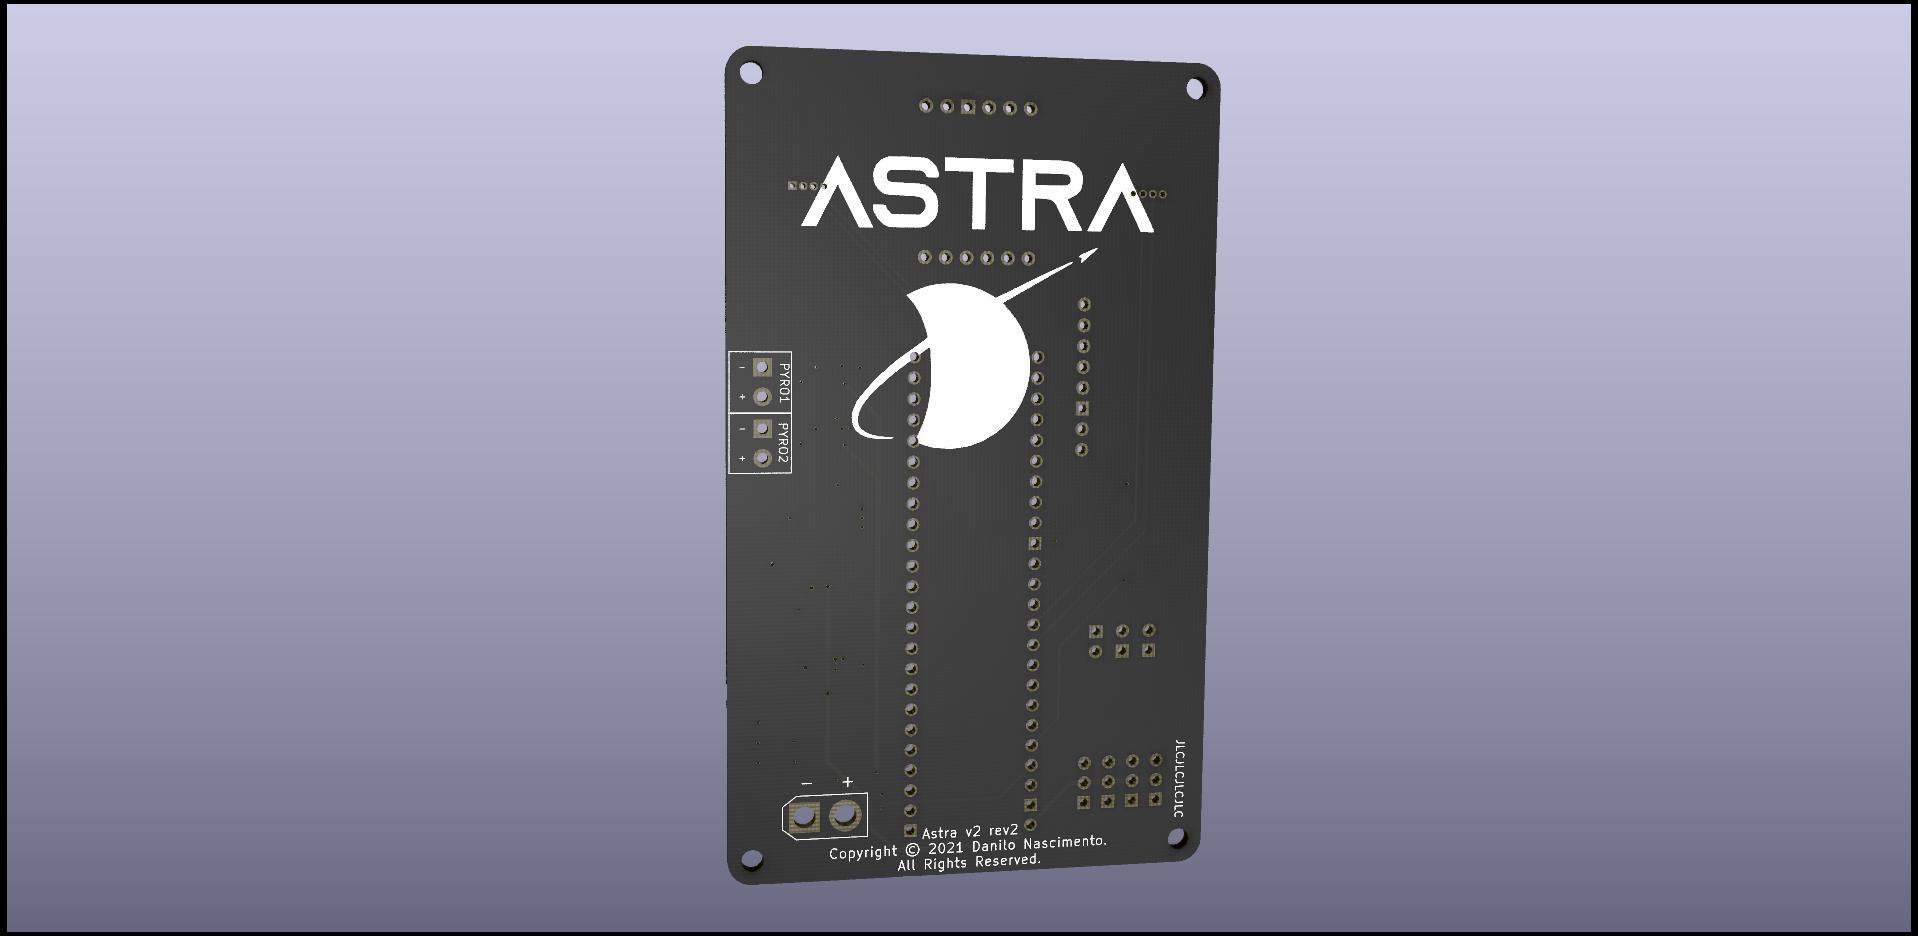 ASTRA
-
PYRO1
+
-
PYRO2
+
JLCJLCJLCJLC
- +
Astra v2 rev2
Copyright © 2021 Danilo Nascimento.
All Rights Reserved.